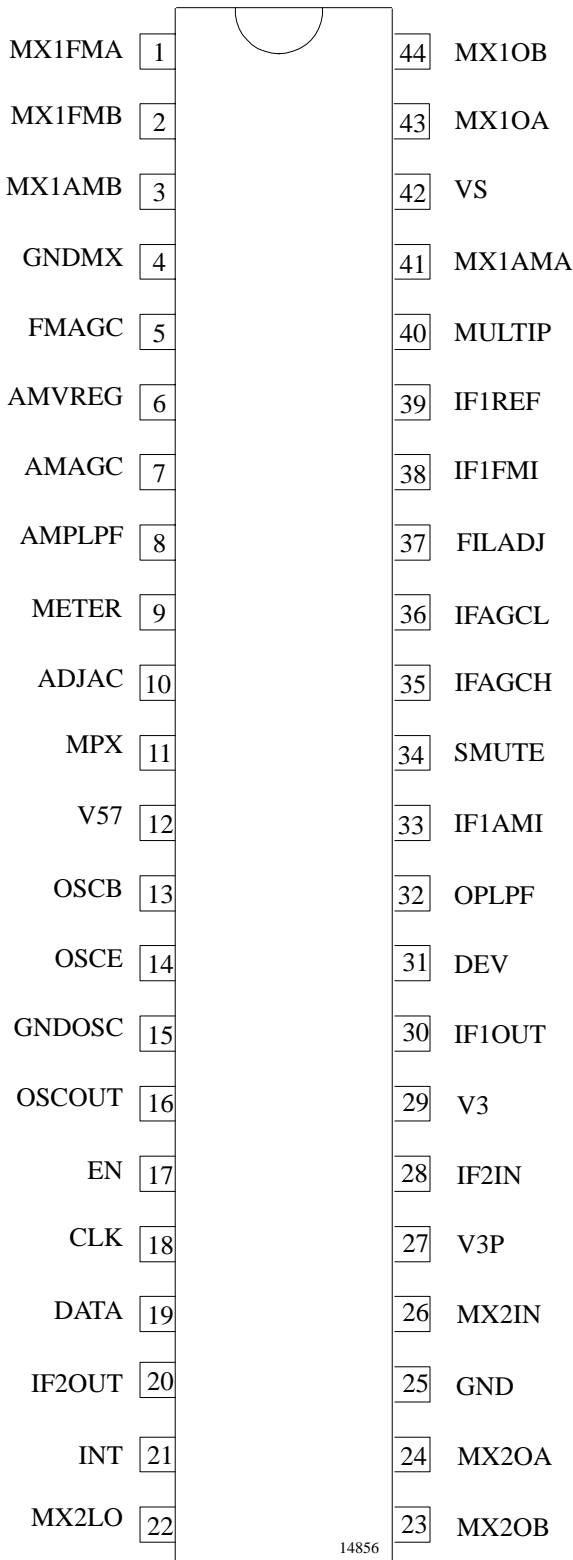 MX1FMA 1 44 MX1OB
MX1FMB 2 43 MX1OA
MX1AMB 3 42 VS
GNDMX 4 41 MX1AMA
FMAGC 5 40 MULTIP
AMVREG 6 39 IF1REF
AMAGC 7 38 IF1FMI
AMPLPF 8 37 FILADJ
METER 9 36 IFAGCL
ADJAC 10 35 IFAGCH
MPX 11 34 SMUTE
V57 12 33 IF1AMI
OSCB 13 32 OPLPF
OSCE 14 31 DEV
GNDOSC 15 30 IF1OUT
OSCOUT 16 29 V3
EN 17 28 IF2IN
CLK 18 27 V3P
DATA 19 26 MX2IN
IF2OUT 20 25 GND
INT 21 24 MX2OA
MX2LO 22 23 MX2OB
14856